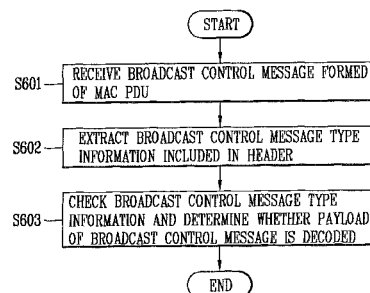 START
S601
RECEIVE BROADCAST CONTROL MESSAGE FORMED
OF MAC PDU
S602
EXTRACT BROADCAST CONTROL MESSAGE TYPE
INFORMATION INCLUDED IN HEADER
S603
CHECK BROADCAST CONTROL MESSAGE TYPE
INFORMATION AND DETERMINE WHETHER PAYLOAD
OF BROADCAST CONTROL MESSAGE IS DECODED
END